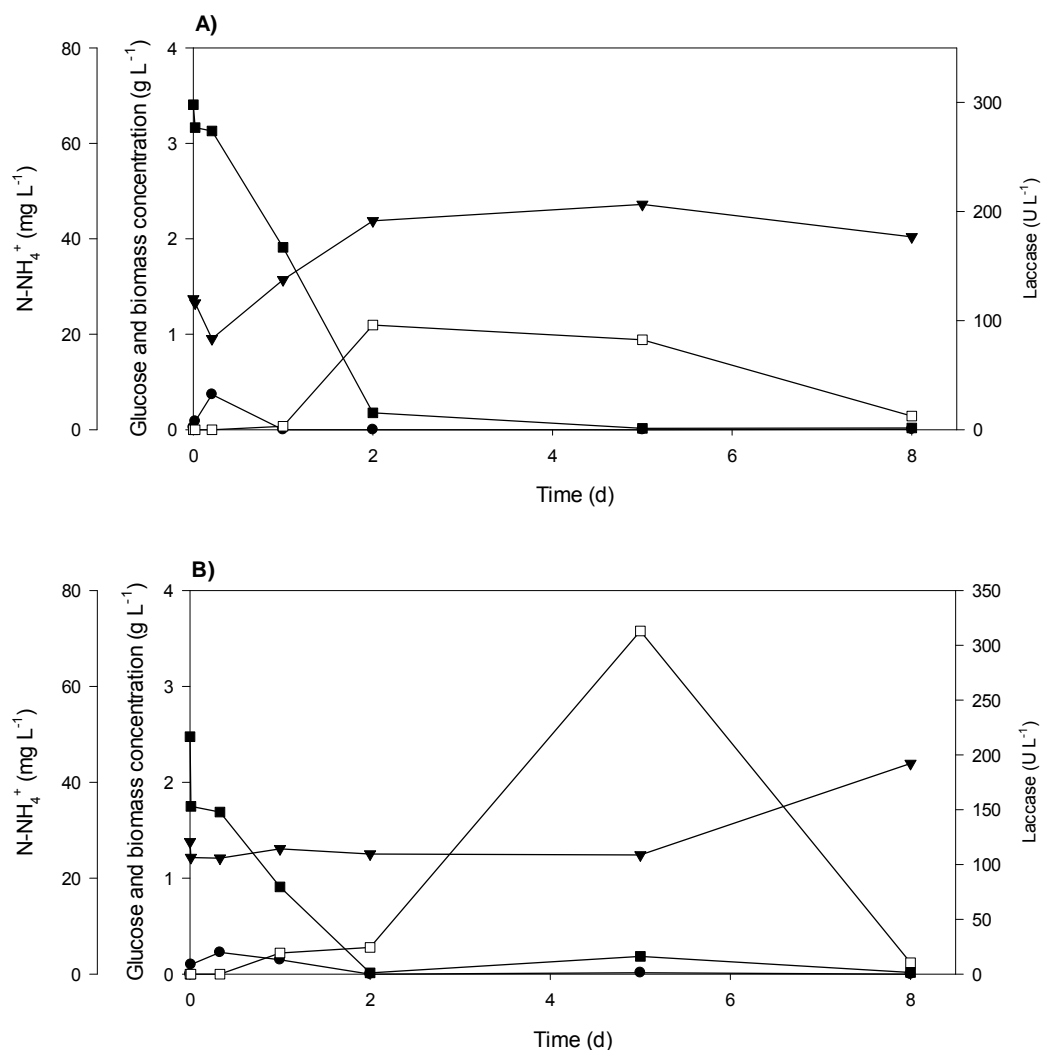 A)
N-NH₄⁺ (mg L⁻¹)
80
60
40
20
0
Glucose and biomass concentration (g L⁻¹)
4
3
2
1
0
Laccase (U L⁻¹)
300
200
100
0
0 2 4 6 8
Time (d)
B)
N-NH₄⁺ (mg L⁻¹)
80
60
40
20
0
Glucose and biomass concentration (g L⁻¹)
4
3
2
1
0
Laccase (U L⁻¹)
350
300
250
200
150
100
50
0
0 2 4 6 8
Time (d)